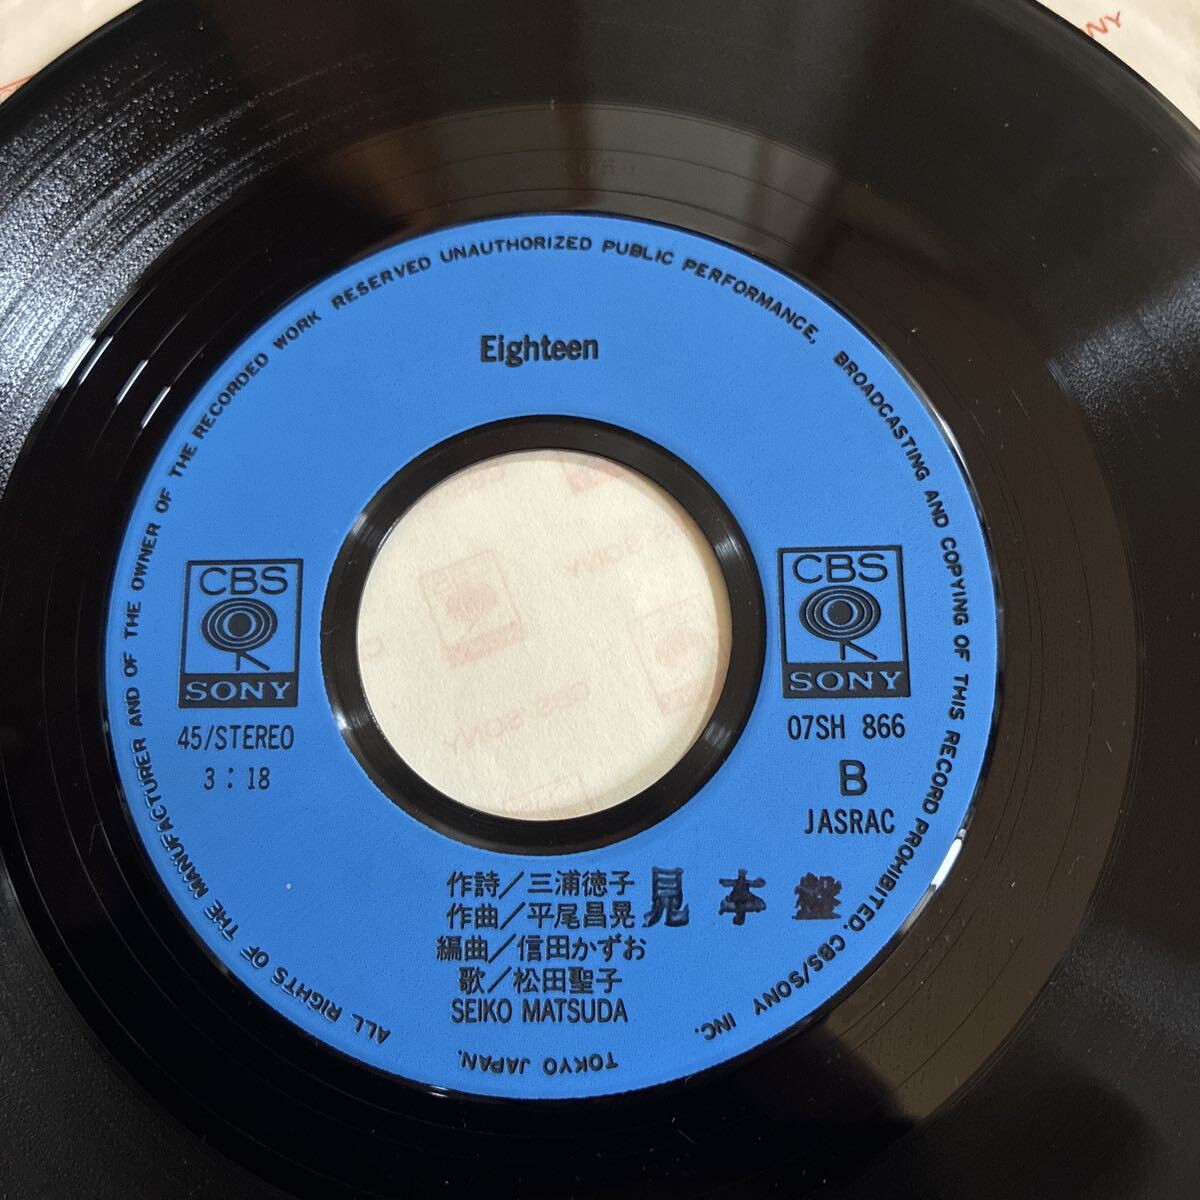 Eighteen
CBS
SONY
45/STEREO
3:18
CBS
SONY
07SH 866
B
JASRAC
作詩/三浦徳子
作曲/平尾昌晃
編曲/信田かずお
歌/松田聖子
SEIKO MATSUDA
見本盤
ALL RIGHTS OF THE MANUFACTURER AND OF THE OWNER OF THE RECORDED WORK RESERVED UNAUTHORIZED PUBLIC PERFORMANCE, BROADCASTING AND COPYING OF THIS RECORD PROHIBITED. CBS/SONY INC.
TOKYO JAPAN.
CBS SONY
SONY